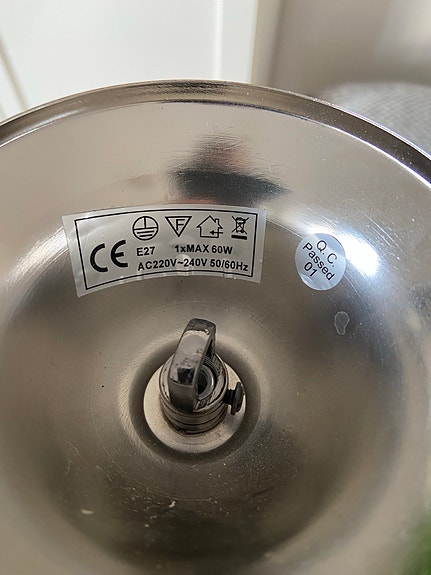 CE
F
E27 1xMAX 60W
AC220V~240V 50/60Hz
Q.C.
Passed
01